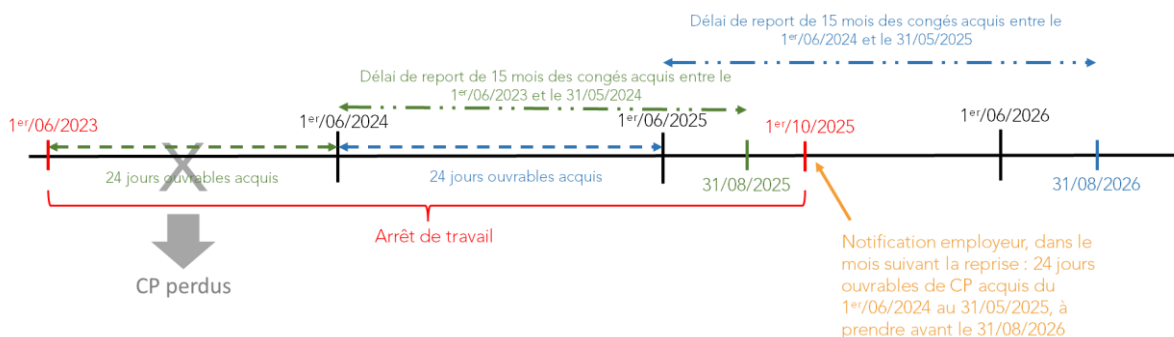 Délai de report de 15 mois des congés acquis entre le
1er/06/2024 et le 31/05/2025
Délai de report de 15 mois des congés acquis entre le
1er/06/2023 et le 31/05/2024
1er/06/2023
1er/06/2024
1er/06/2025
1er/10/2025
1er/06/2026
24 jours ouvrables acquis
24 jours ouvrables acquis
31/08/2025
31/08/2026
Arrêt de travail
CP perdus
Notification employeur, dans le
mois suivant la reprise : 24 jours
ouvrables de CP acquis du
1er/06/2024 au 31/05/2025, à
prendre avant le 31/08/2026